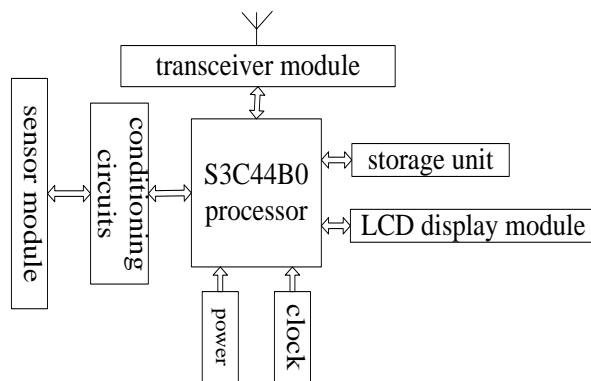 transceiver module
sensor module
conditioning
circuits
S3C44B0
processor
storage unit
LCD display module
power
clock